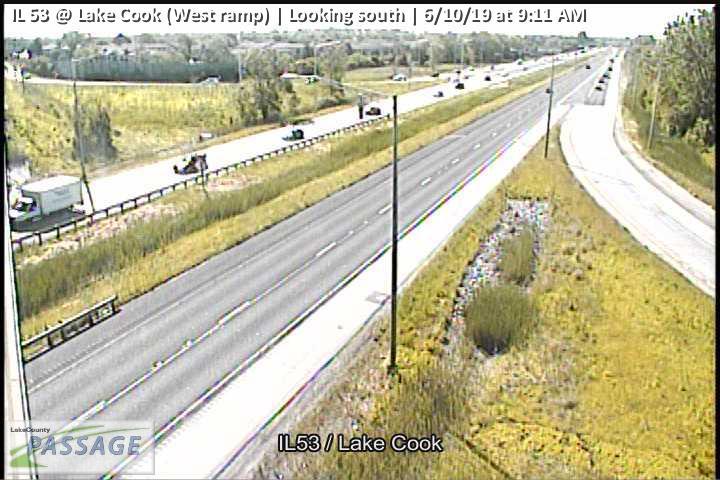 IL 53 @ Lake Cook (West ramp) | Looking south | 6/10/19 at 9:11 AM
IL53 / Lake Cook
LakeCounty
PASSAGE